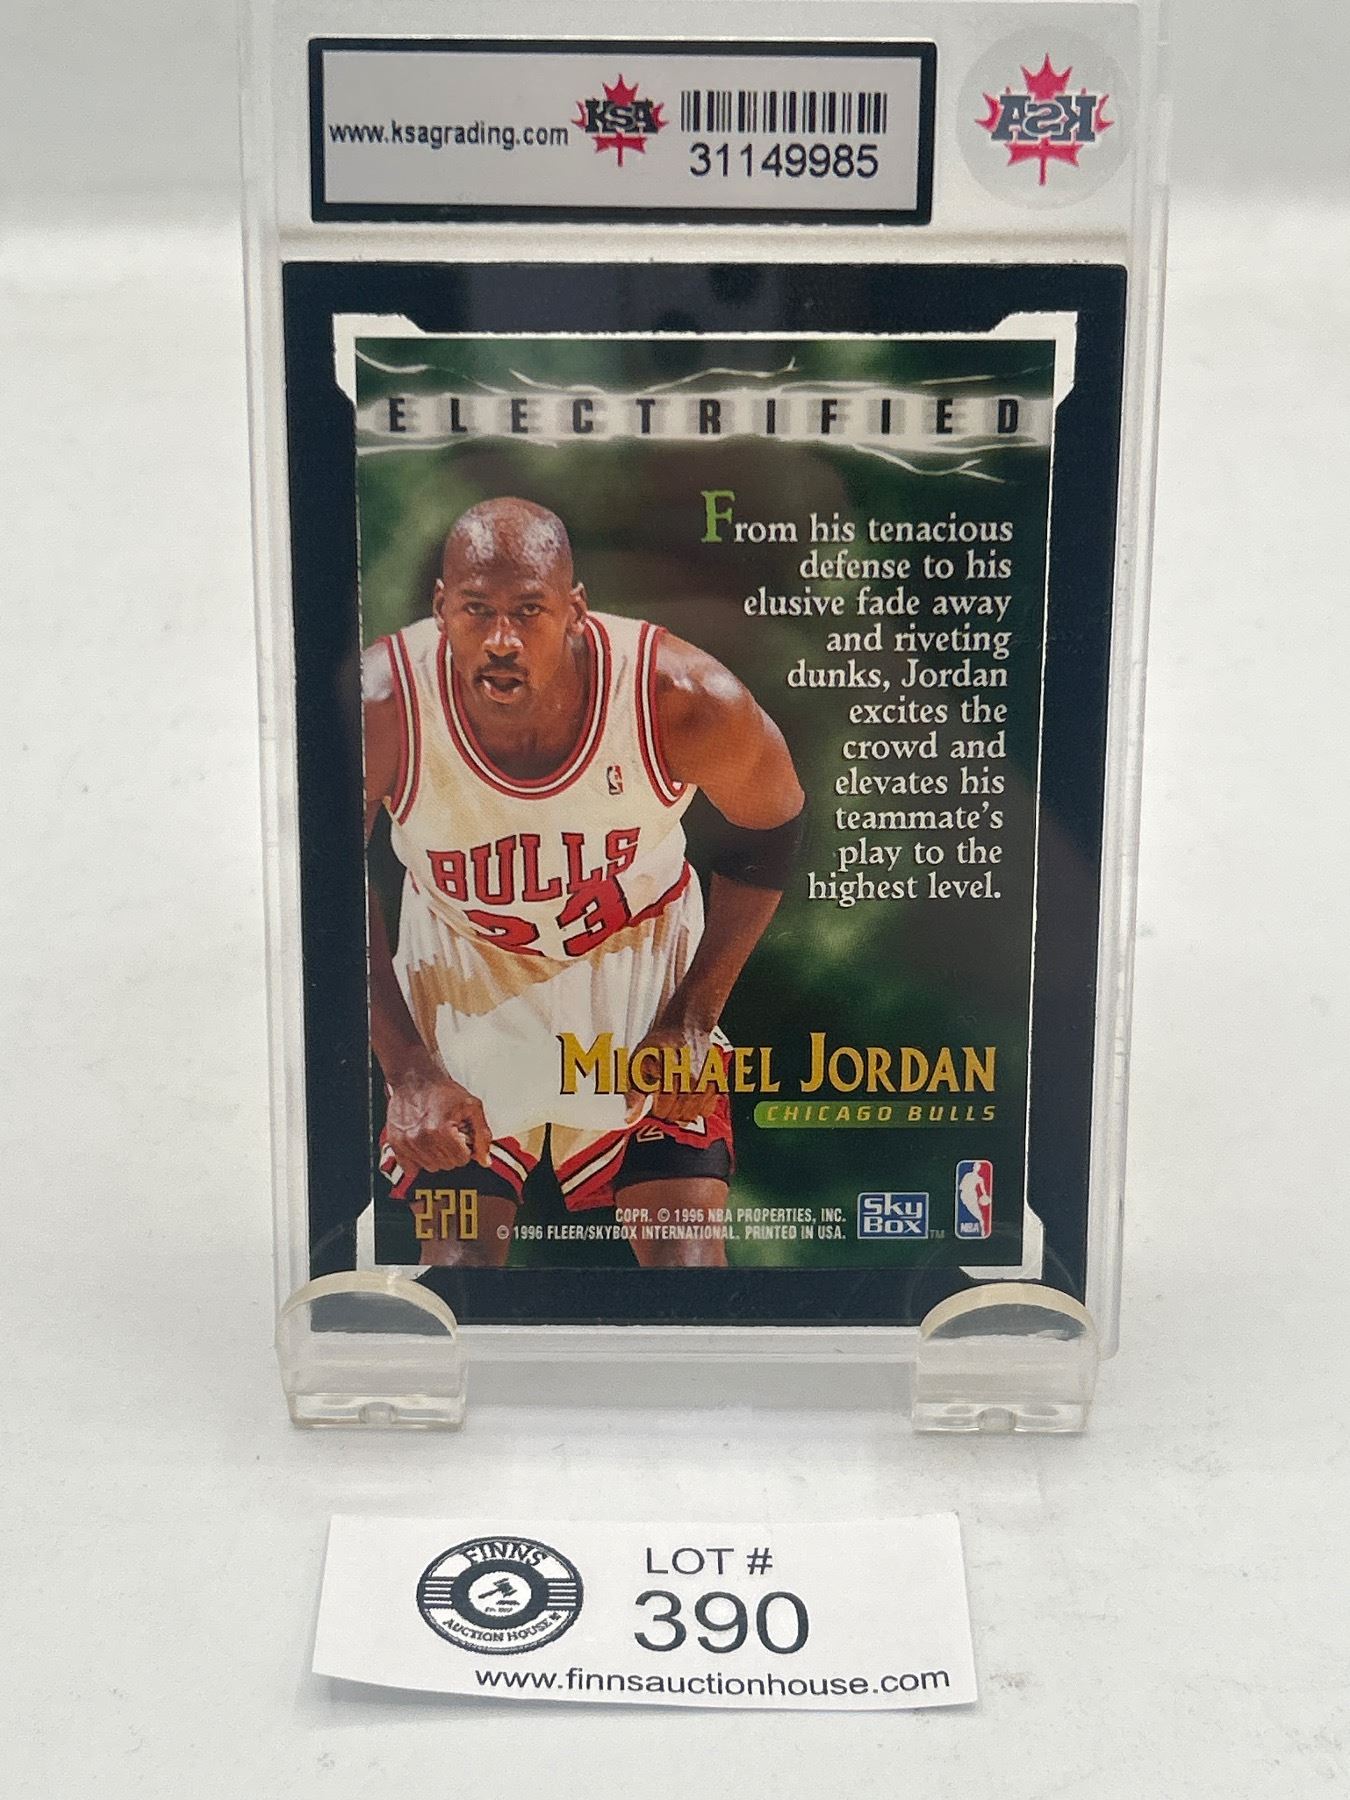 www.ksagrading.com
KSA
31149985
KSA
ELECTRIFIED
From his tenacious
defense to his
elusive fade away
and riveting
dunks, Jordan
excites the
crowd and
elevates his
teammate's
play to the
highest level.
BULLS
23
MICHAEL JORDAN
CHICAGO BULLS
278
COPR. © 1996 NBA PROPERTIES, INC.
© 1996 FLEER/SKYBOX INTERNATIONAL. PRINTED IN USA.
SkyBox™
NBA
FINNS
AUCTION HOUSE
LOT #
390
www.finnsauctionhouse.com